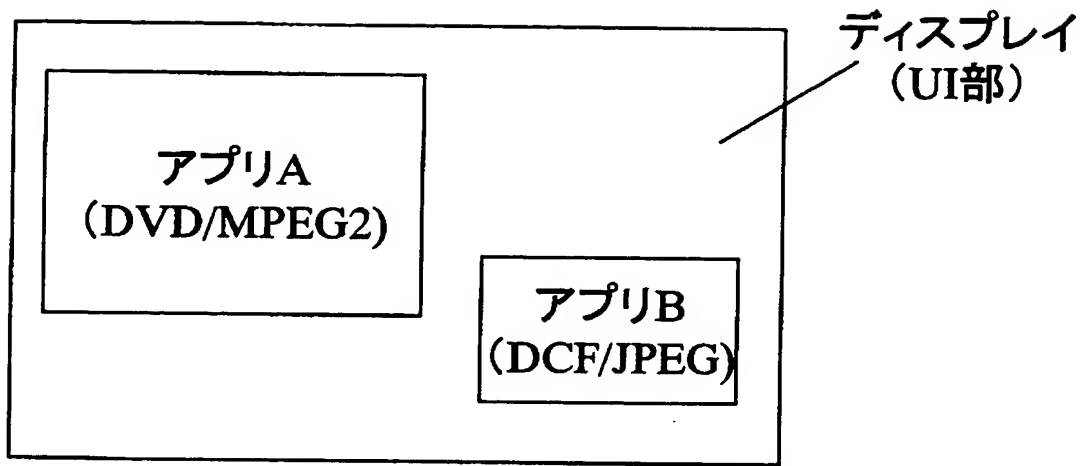 ディスプレイ
（UI部）
アプリA
（DVD/MPEG2)
アプリB
（DCF/JPEG)